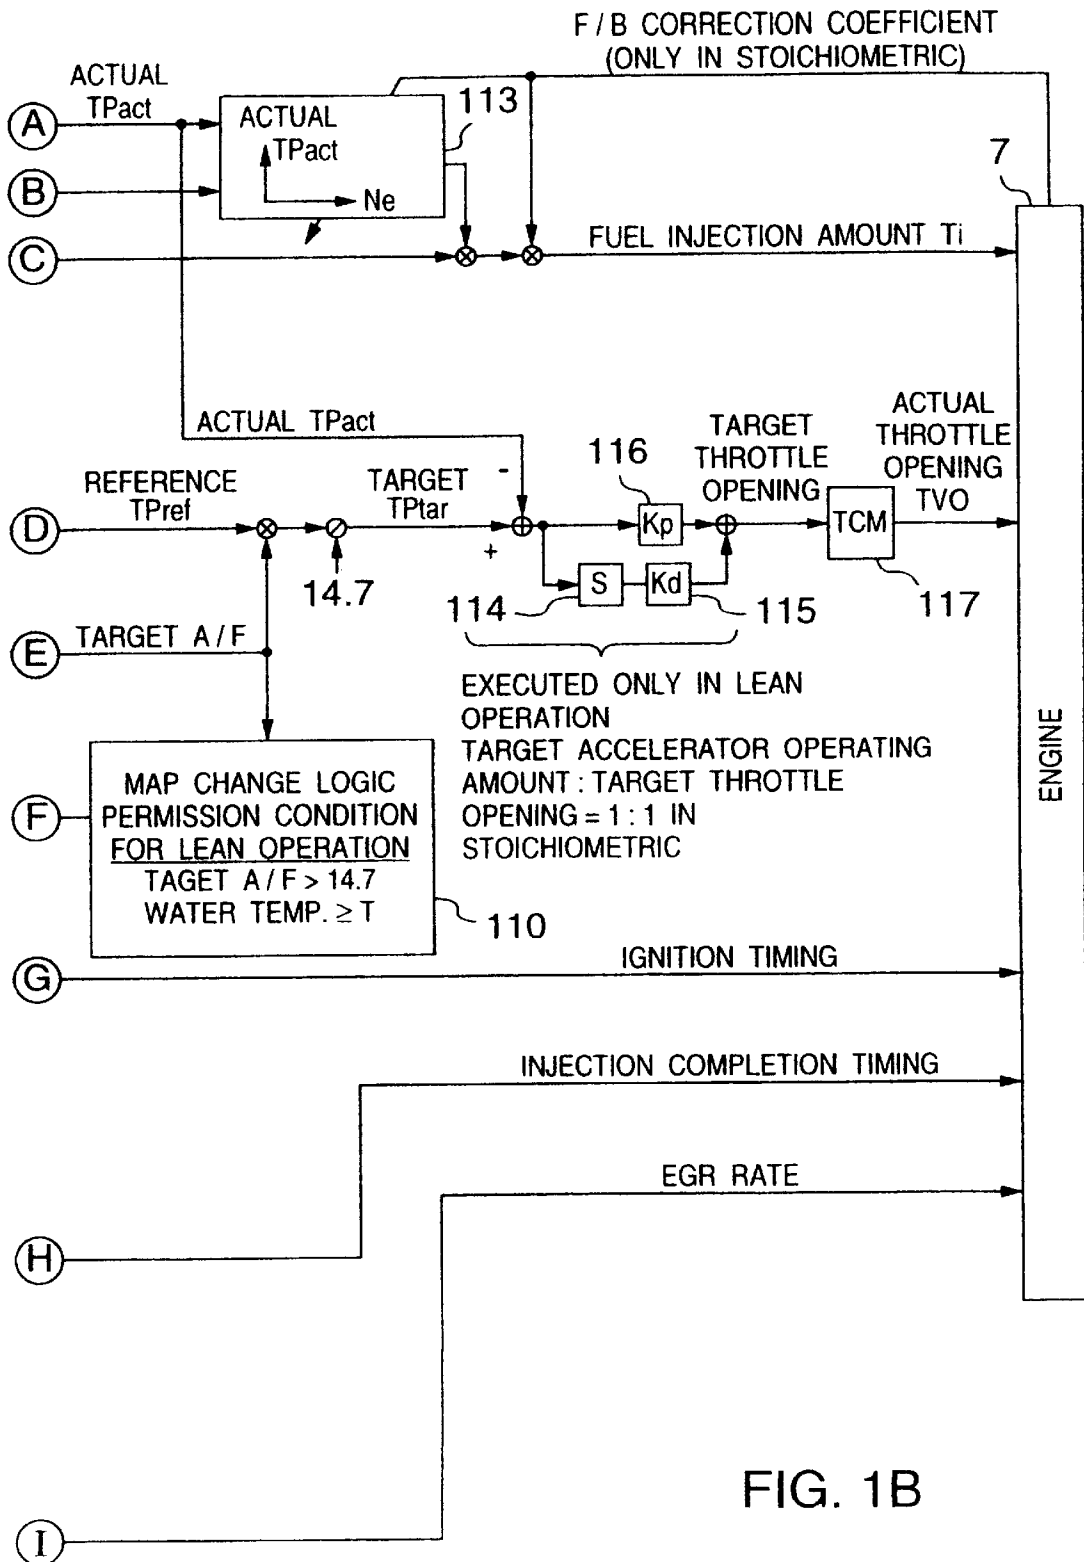 F / B CORRECTION COEFFICIENT
(ONLY IN STOICHIOMETRIC)
ACTUAL
TPact
A
113
ACTUAL
TPact
Ne
B
7
C
FUEL INJECTION AMOUNT Ti
ACTUAL TPact
-
116
TARGET
THROTTLE
OPENING
ACTUAL
THROTTLE
OPENING
TVO
REFERENCE
TPref
TARGET
TPtar
D
+
Kp
TCM
14.7
114
S
Kd
115
117
E
TARGET A / F
EXECUTED ONLY IN LEAN
OPERATION
TARGET ACCELERATOR OPERATING
AMOUNT : TARGET THROTTLE
OPENING = 1 : 1 IN
STOICHIOMETRIC
ENGINE
F
MAP CHANGE LOGIC
PERMISSION CONDITION
FOR LEAN OPERATION
TAGET A / F > 14.7
WATER TEMP. ≥ T
110
G
IGNITION TIMING
INJECTION COMPLETION TIMING
EGR RATE
H
FIG. 1B
I